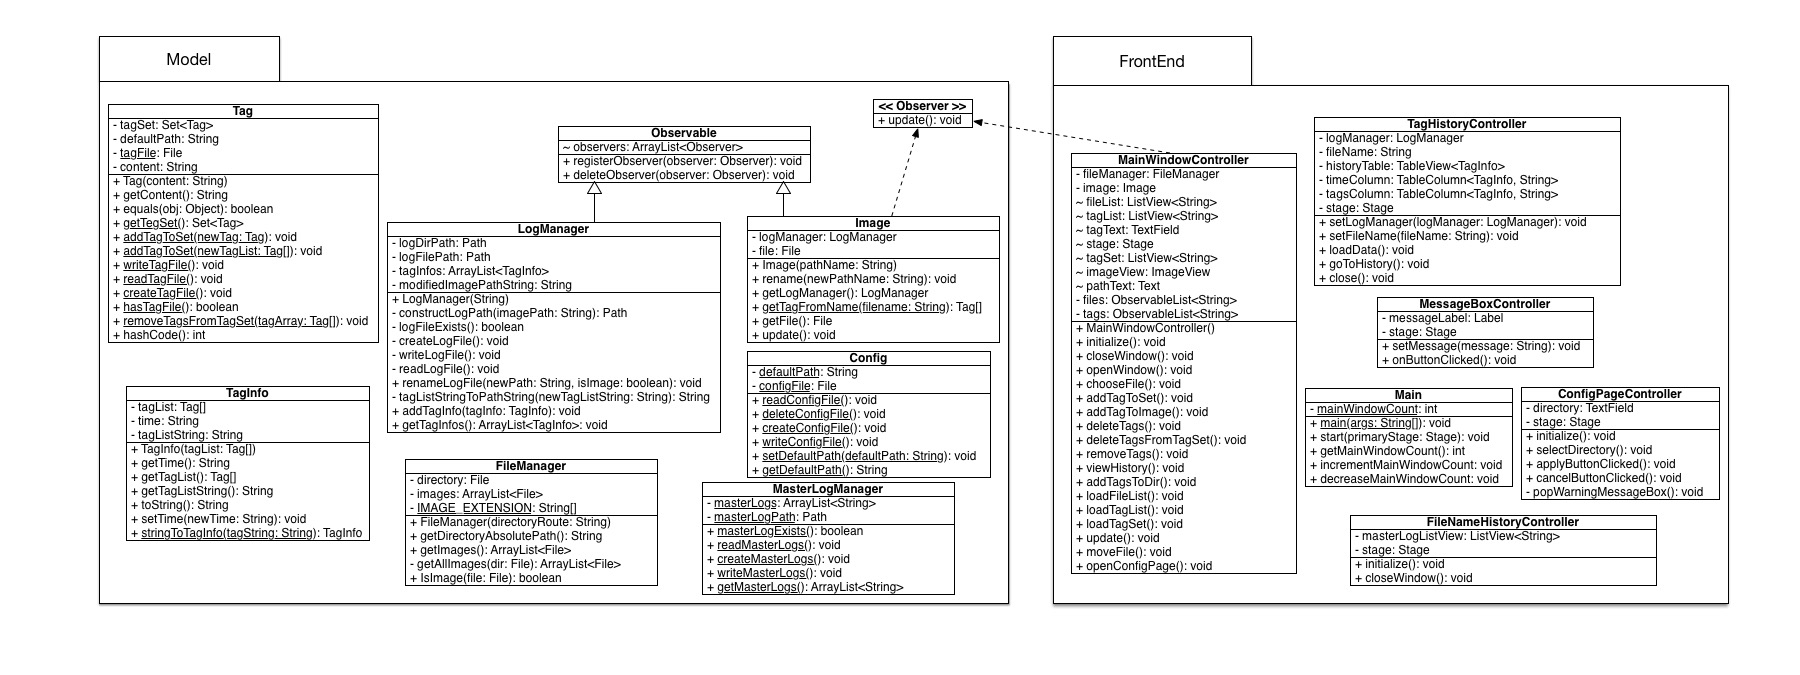 Model
Tag
- tagSet: Set<Tag>
- defaultPath: String
- tagFile: File
- content: String
+ Tag(content: String)
+ getContent(): String
+ equals(obj: Object): boolean
+ getTegSet(): Set<Tag>
+ addTagToSet(newTag: Tag): void
+ addTagToSet(newTagList: Tag[]): void
+ writeTagFile(): void
+ readTagFile(): void
+ createTagFile(): void
+ hasTagFile(): boolean
+ removeTagsFromTagSet(tagArray: Tag[]): void
+ hashCode(): int
TagInfo
- tagList: Tag[]
- time: String
- tagListString: String
+ TagInfo(tagList: Tag[])
+ getTime(): String
+ getTagList(): Tag[]
+ getTagListString(): String
+ toString(): String
+ setTime(newTime: String): void
+ stringToTagInfo(tagString: String): TagInfo
Observable
~ observers: ArrayList<Observer>
+ registerObserver(observer: Observer): void
+ deleteObserver(observer: Observer): void
<< Observer >>
+ update(): void
LogManager
- logDirPath: Path
- logFilePath: Path
- tagInfos: ArrayList<TagInfo>
- modifiedImagePathString: String
+ LogManager(String)
- constructLogPath(imagePath: String): Path
- logFileExists(): boolean
- createLogFile(): void
- writeLogFile(): void
- readLogFile(): void
+ renameLogFile(newPath: String, isImage: boolean): void
- tagListStringToPathString(newTagListString: String): String
+ addTagInfo(tagInfo: TagInfo): void
+ getTagInfos(): ArrayList<TagInfo>: void
Image
- logManager: LogManager
- file: File
+ Image(pathName: String)
+ rename(newPathName: String): void
+ getLogManager(): LogManager
+ getTagFromName(filename: String): Tag[]
+ getFile(): File
+ update(): void
Config
- defaultPath: String
- configFile: File
+ readConfigFile(): void
+ deleteConfigFile(): void
+ createConfigFile(): void
+ writeConfigFile(): void
+ setDefaultPath(defaultPath: String): void
+ getDefaultPath(): String
FileManager
- directory: File
- images: ArrayList<File>
- IMAGE_EXTENSION: String[]
+ FileManager(directoryRoute: String)
+ getDirectoryAbsolutePath(): String
+ getImages(): ArrayList<File>
- getAllImages(dir: File): ArrayList<File>
+ IsImage(file: File): boolean
MasterLogManager
- masterLogs: ArrayList<String>
- masterLogPath: Path
+ masterLogExists(): boolean
+ readMasterLogs(): void
+ createMasterLogs(): void
+ writeMasterLogs(): void
+ getMasterLogs(): ArrayList<String>
FrontEnd
MainWindowController
- fileManager: FileManager
- image: Image
~ fileList: ListView<String>
~ tagList: ListView<String>
~ tagText: TextField
~ stage: Stage
~ tagSet: ListView<String>
~ imageView: ImageView
~ pathText: Text
- files: ObservableList<String>
- tags: ObservableList<String>
+ MainWindowController()
+ initialize(): void
+ closeWindow(): void
+ openWindow(): void
+ chooseFile(): void
+ addTagToSet(): void
+ addTagToImage(): void
+ deleteTags(): void
+ deleteTagsFromTagSet(): void
+ removeTags(): void
+ viewHistory(): void
+ addTagsToDir(): void
+ loadFileList(): void
+ loadTagList(): void
+ loadTagSet(): void
+ update(): void
+ moveFile(): void
+ openConfigPage(): void
TagHistoryController
- logManager: LogManager
- fileName: String
- historyTable: TableView<TagInfo>
- timeColumn: TableColumn<TagInfo, String>
- tagsColumn: TableColumn<TagInfo, String>
- stage: Stage
+ setLogManager(logManager: LogManager): void
+ setFileName(fileName: String): void
+ loadData(): void
+ goToHistory(): void
+ close(): void
MessageBoxController
- messageLabel: Label
- stage: Stage
+ setMessage(message: String): void
+ onButtonClicked(): void
Main
- mainWindowCount: int
+ main(args: String[]): void
+ start(primaryStage: Stage): void
+ getMainWindowCount(): int
+ incrementMainWindowCount: void
+ decreaseMainWindowCount: void
ConfigPageController
- directory: TextField
- stage: Stage
+ initialize(): void
+ selectDirectory(): void
+ applyButtonClicked(): void
+ cancelButtonClicked(): void
- popWarningMessageBox(): void
FileNameHistoryController
- masterLogListView: ListView<String>
- stage: Stage
+ initialize(): void
+ closeWindow(): void